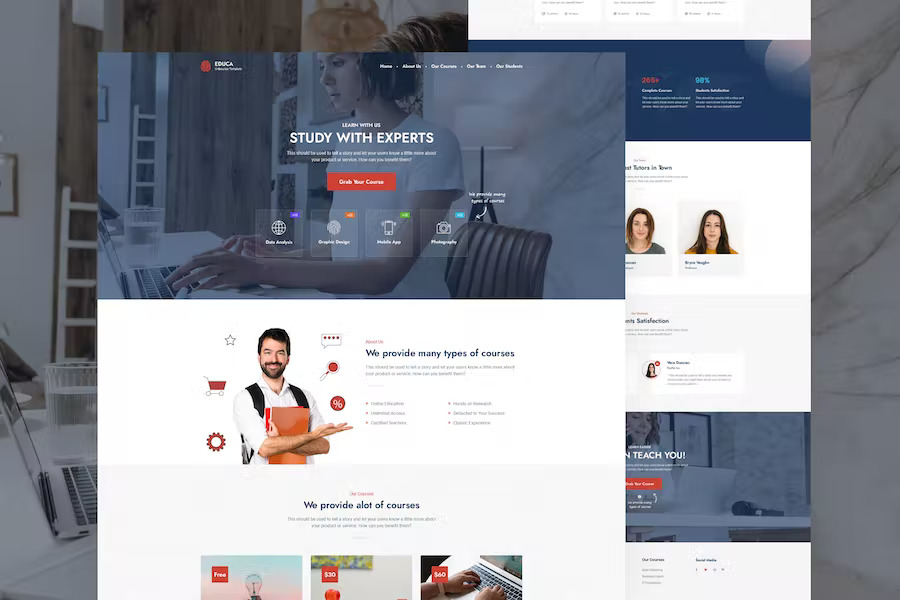 EDUCA
Home
About Us
Our Courses
Our Team
Our Students
LEARN WITH US
STUDY WITH EXPERTS
This should be used to tell a story and let your users know a little more about
your product or service. How can you benefit them?
Grab Your Course
We provide many
types of courses
Data Analysis
Graphic Design
Mobile App
Photography
About Us
We provide many types of courses
This should be used to tell a story and let your users know a little more about
your product or service. How can you benefit them?
Unlimited Access
Certified Teachers
Hands on Research
Dedacted to Your Success
Classic Experience
%
Our Courses
We provide alot of courses
This should be used to tell a story and let your users know a little more about
your product or service. How can you benefit them?
Free
$30
$60
98%
Complete Courses
Students Satisfaction
Our Team
st Tutors in Town
Bryce Vaughn
Professor
nts Satisfaction
Vera Duncan
LEARN EASIER
N TEACH YOU!
Grab Your Course
we provide many
types of courses
Our Courses
Social Media